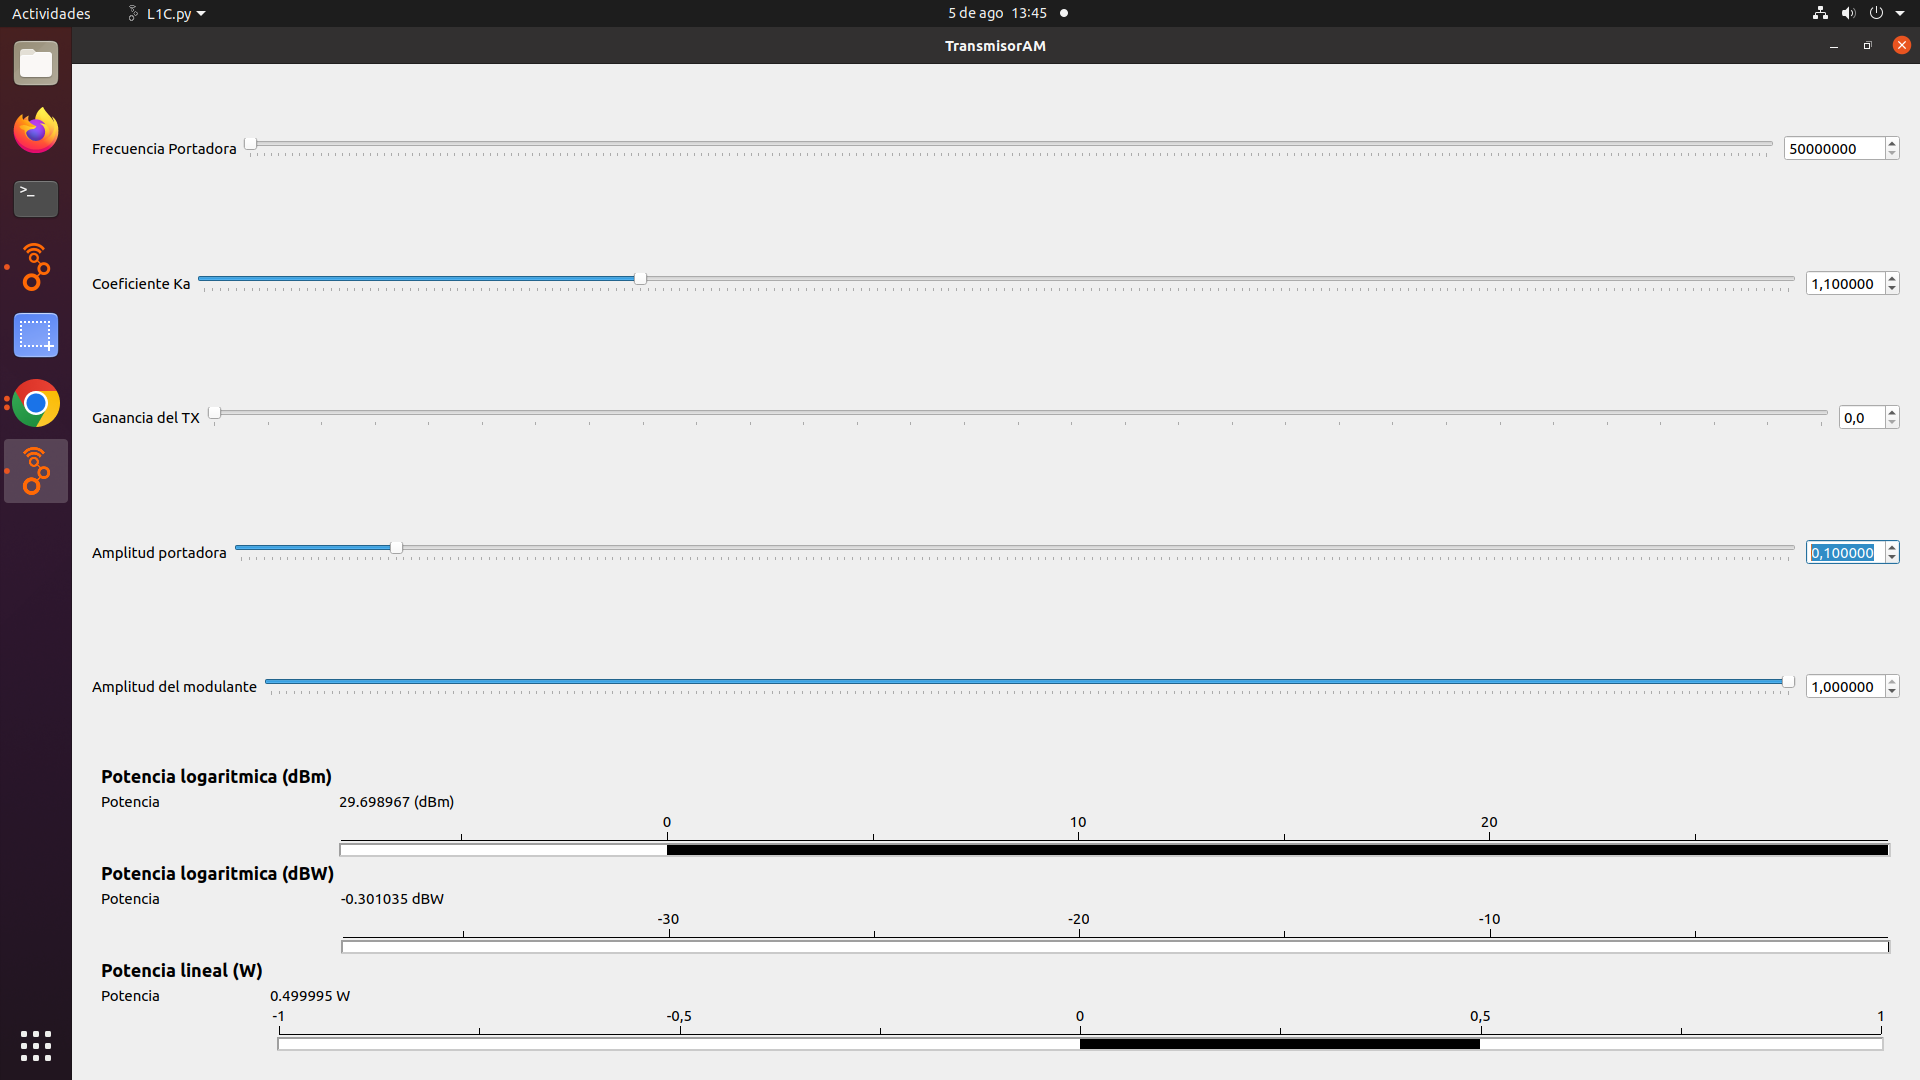 Actividades L1C.py 5 de ago 13:45
TransmisorAM
Frecuencia Portadora 50000000
Coeficiente Ka 1,100000
Ganancia del TX 0,0
Amplitud portadora 0,100000
Amplitud del modulante 1,000000
Potencia logaritmica (dBm)
Potencia 29.698967 (dBm)
0 10 20
Potencia logaritmica (dBW)
Potencia -0.301035 dBW
-30 -20 -10
Potencia lineal (W)
Potencia 0.499995 W
-1 -0,5 0 0,5 1